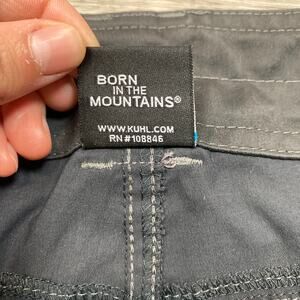 BORN
IN THE
MOUNTAINS®
WWW.KUHL.COM
RN#108846